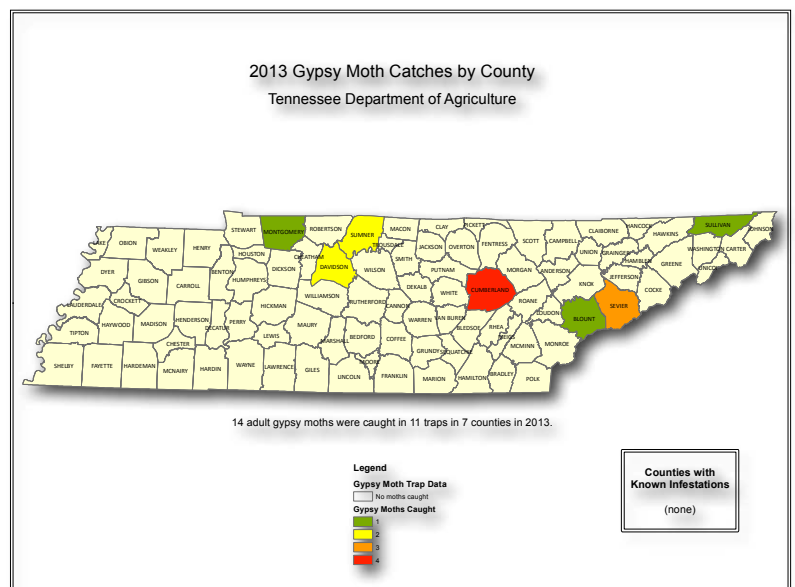 2013 Gypsy Moth Catches by County
Tennessee Department of Agriculture
STEWART
MONTGOMERY
ROBERTSON
SUMNER
MACON
CLAY
PICKETT
CLAIBORNE
HANCOCK
HAWKINS
SULLIVAN
JOHNSON
LAKE
OBION
WEAKLEY
HENRY
HOUSTON
CHEATHAM
TROUSDALE
JACKSON
OVERTON
FENTRESS
SCOTT
CAMPBELL
UNION
GRAINGER
HAMBLEN
GREENE
WASHINGTON
CARTER
UNICOI
DYER
GIBSON
CARROLL
BENTON
HUMPHREYS
DICKSON
DAVIDSON
WILSON
SMITH
PUTNAM
MORGAN
ANDERSON
KNOX
JEFFERSON
COCKE
LAUDERDALE
CROCKETT
HICKMAN
WILLIAMSON
RUTHERFORD
CANNON
DEKALB
WHITE
CUMBERLAND
ROANE
LOUDON
BLOUNT
SEVIER
TIPTON
HAYWOOD
MADISON
HENDERSON
DECATUR
PERRY
LEWIS
MAURY
MARSHALL
BEDFORD
COFFEE
WARREN
VAN BUREN
BLEDSOE
RHEA
MEIGS
MCMINN
MONROE
CHESTER
MOORE
GRUNDY
SEQUATCHIE
SHELBY
FAYETTE
HARDEMAN
MCNAIRY
HARDIN
WAYNE
LAWRENCE
GILES
LINCOLN
FRANKLIN
MARION
HAMILTON
BRADLEY
POLK
14 adult gypsy moths were caught in 11 traps in 7 counties in 2013.
Legend
Gypsy Moth Trap Data
No moths caught
Gypsy Moths Caught
1
2
3
4
Counties with
Known Infestations
(none)